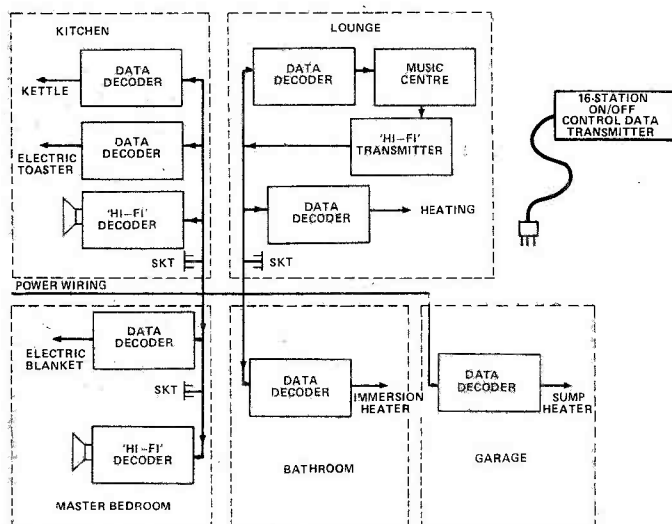 KITCHEN
DATA
DECODER
KETTLE
ELECTRIC
TOASTER
DATA
DECODER
'HI-FI'
DECODER
SKT
LOUNGE
DATA
DECODER
MUSIC
CENTRE
'HI-FI'
TRANSMITTER
DATA
DECODER
HEATING
SKT
16-STATION
ON/OFF
CONTROL DATA
TRANSMITTER
POWER WIRING
DATA
DECODER
ELECTRIC
BLANKET
SKT
'HI-FI'
DECODER
MASTER BEDROOM
DATA
DECODER
IMMERSION
HEATER
BATHROOM
DATA
DECODER
SUMP
HEATER
GARAGE